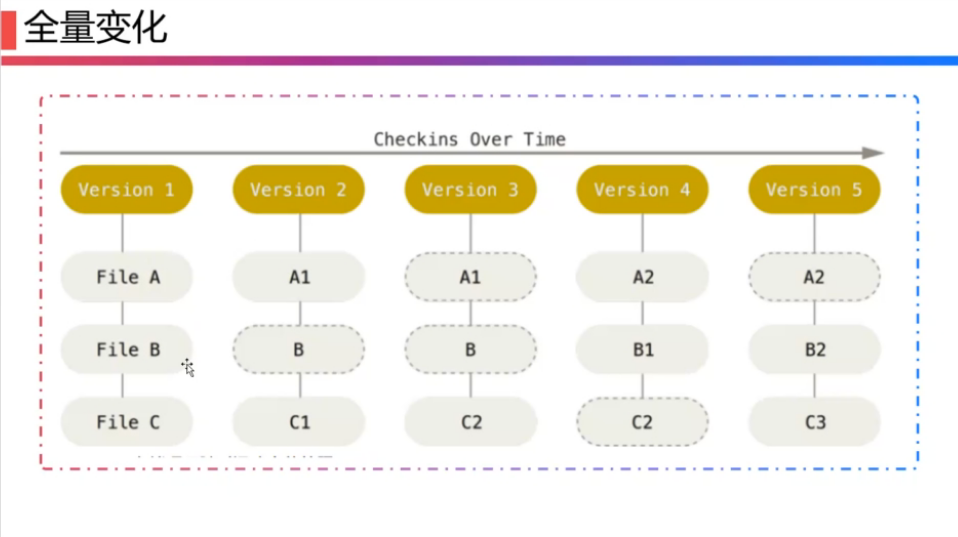 全量变化
Checkins Over Time
Version 1 Version 2 Version 3 Version 4 Version 5
File A A1 A1 A2 A2
File B B B B1 B2
File C C1 C2 C2 C3